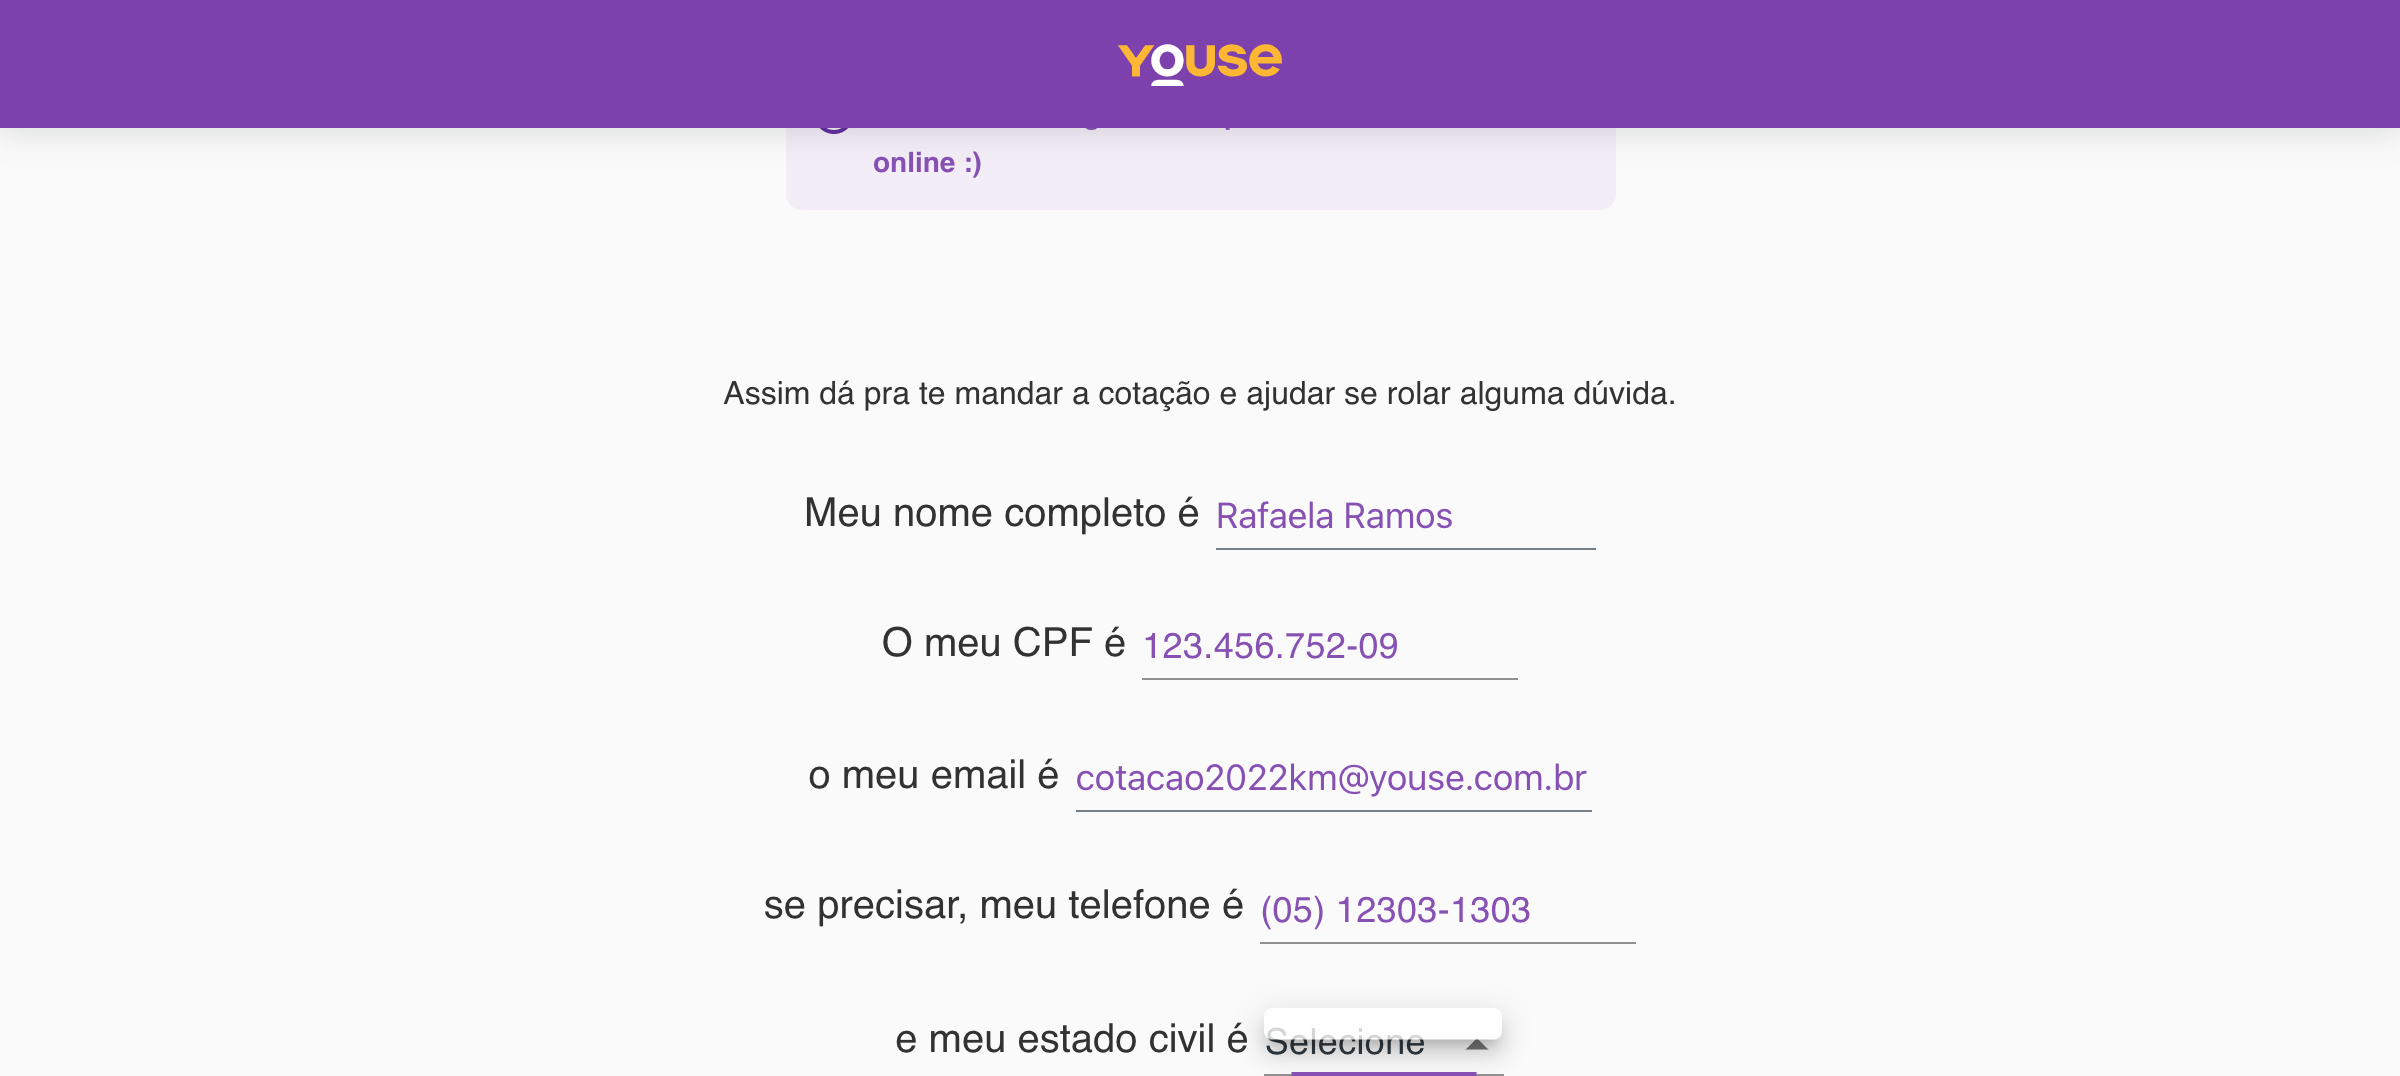 youse
online :)
Assim dá pra te mandar a cotação e ajudar se rolar alguma dúvida.
Meu nome completo é Rafaela Ramos
O meu CPF é 123.456.752-09
o meu email é cotacao2022km@youse.com.br
se precisar, meu telefone é (05) 12303-1303
e meu estado civil é Selecione